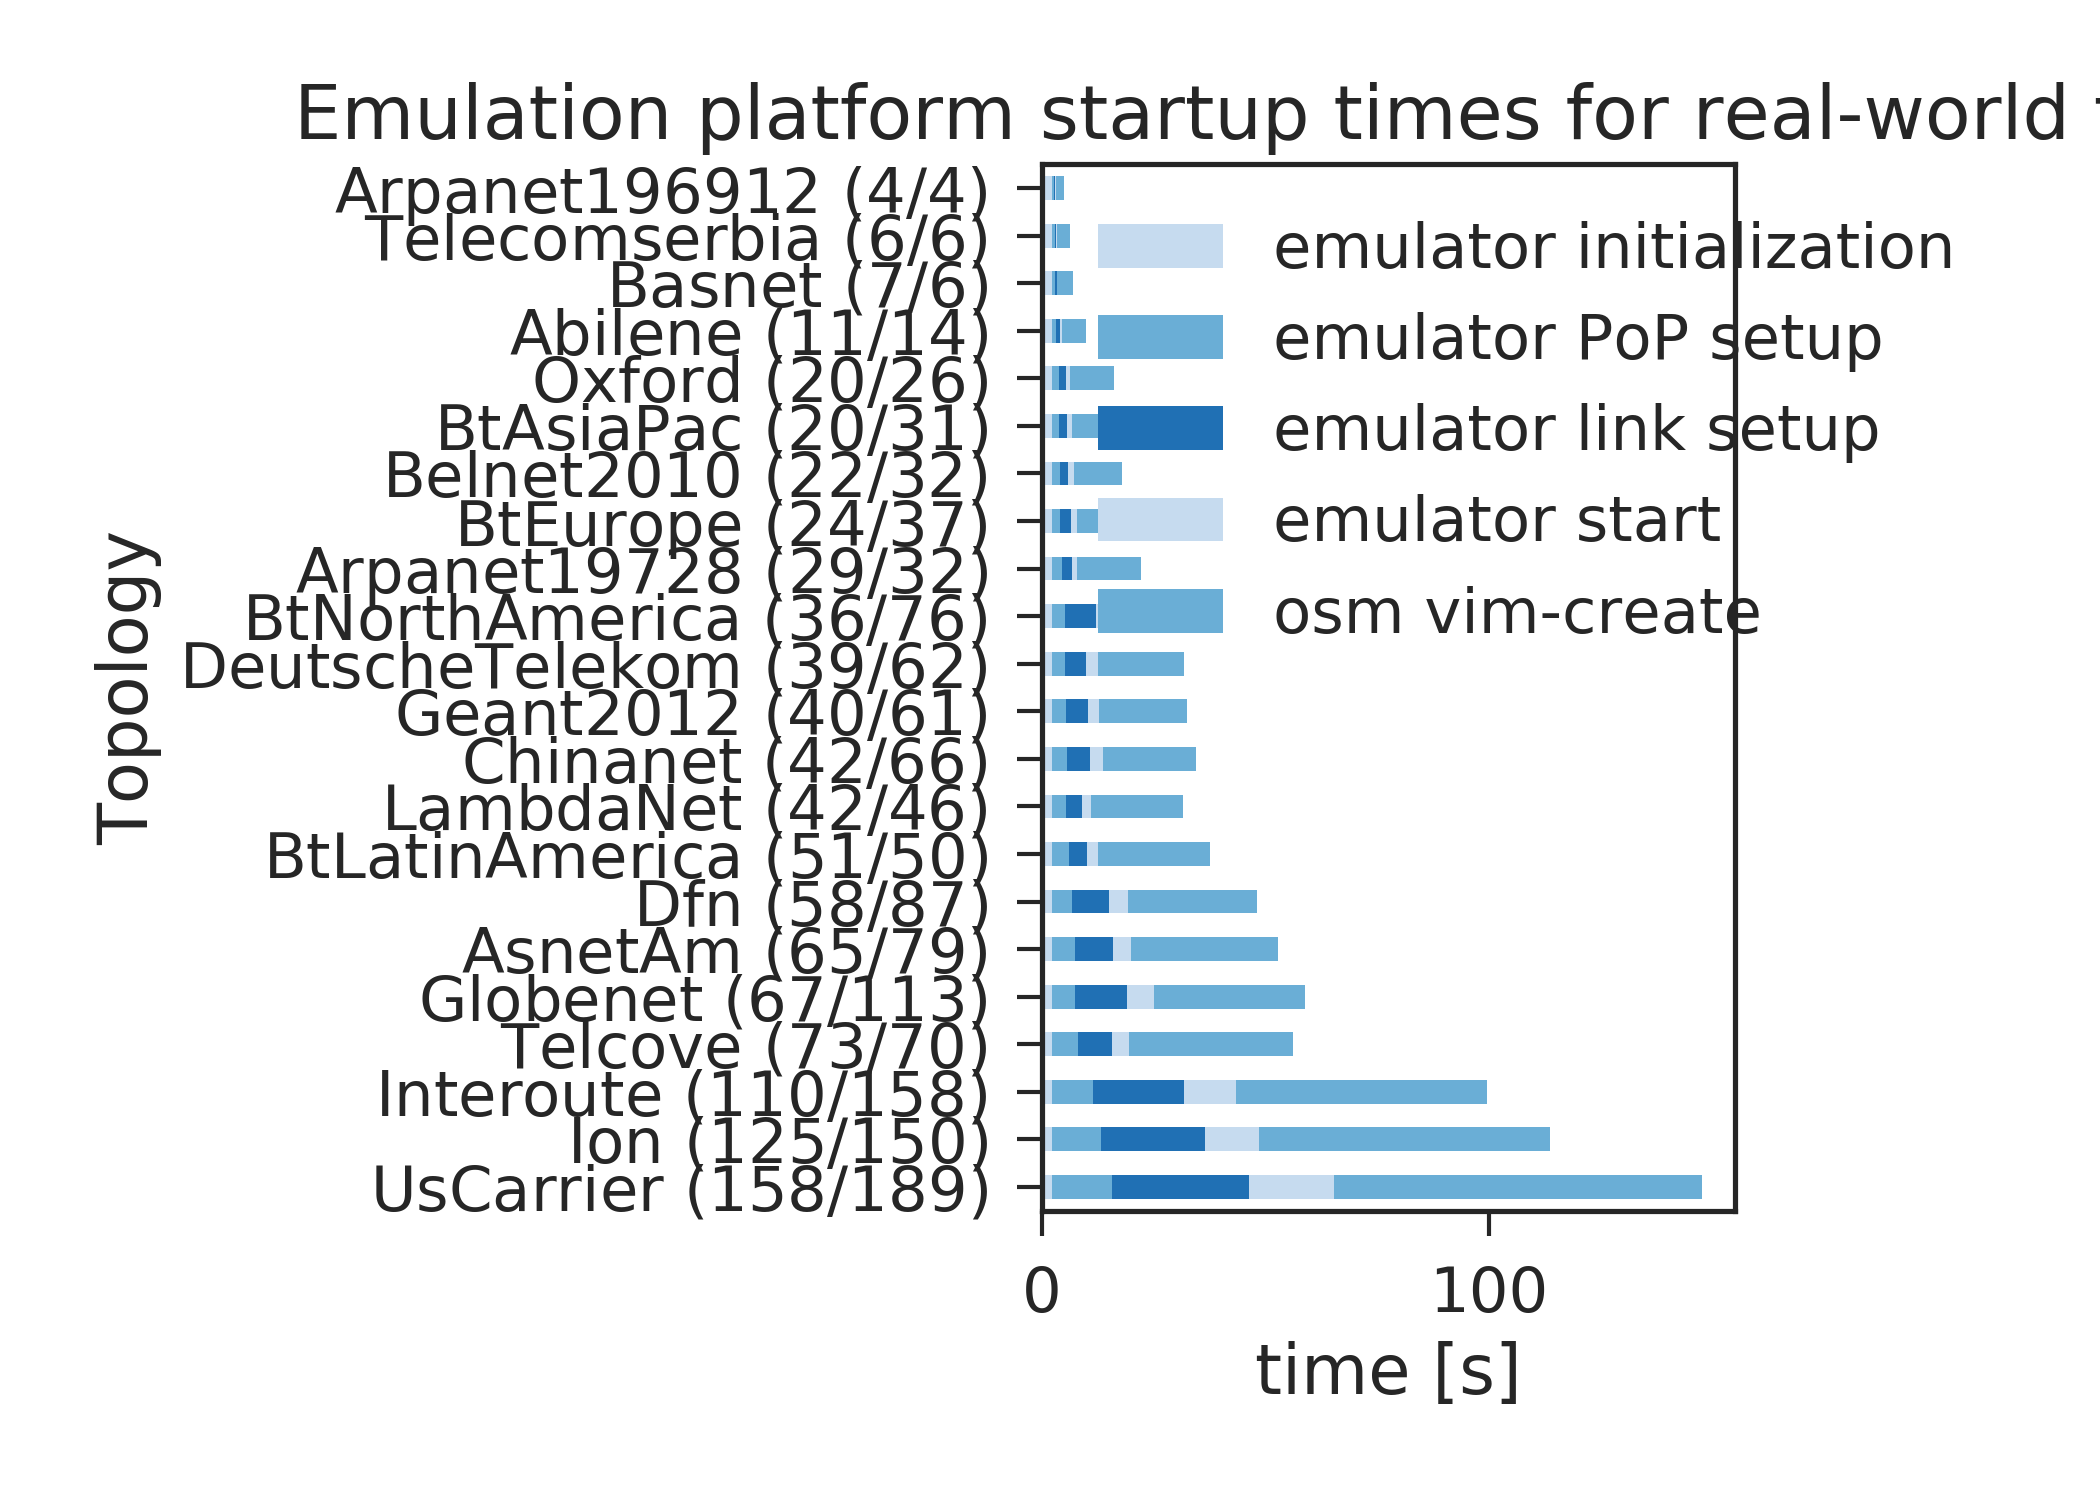 Emulation platform startup times for real-world
Arpanet196912 (4/4)
Telecomserbia (6/6)
Basnet (7/6)
Abilene (11/14)
Oxford (20/26)
BtAsiaPac (20/31)
Belnet2010 (22/32)
BtEurope (24/37)
Arpanet19728 (29/32)
BtNorthAmerica (36/76)
DeutscheTelekom (39/62)
Geant2012 (40/61)
Chinanet (42/66)
LambdaNet (42/46)
BtLatinAmerica (51/50)
Dfn (58/87)
AsnetAm (65/79)
Globenet (67/113)
Telcove (73/70)
Interoute (110/158)
Ion (125/150)
UsCarrier (158/189)
Topology
emulator initialization
emulator PoP setup
emulator link setup
emulator start
osm vim-create
0
100
time [s]